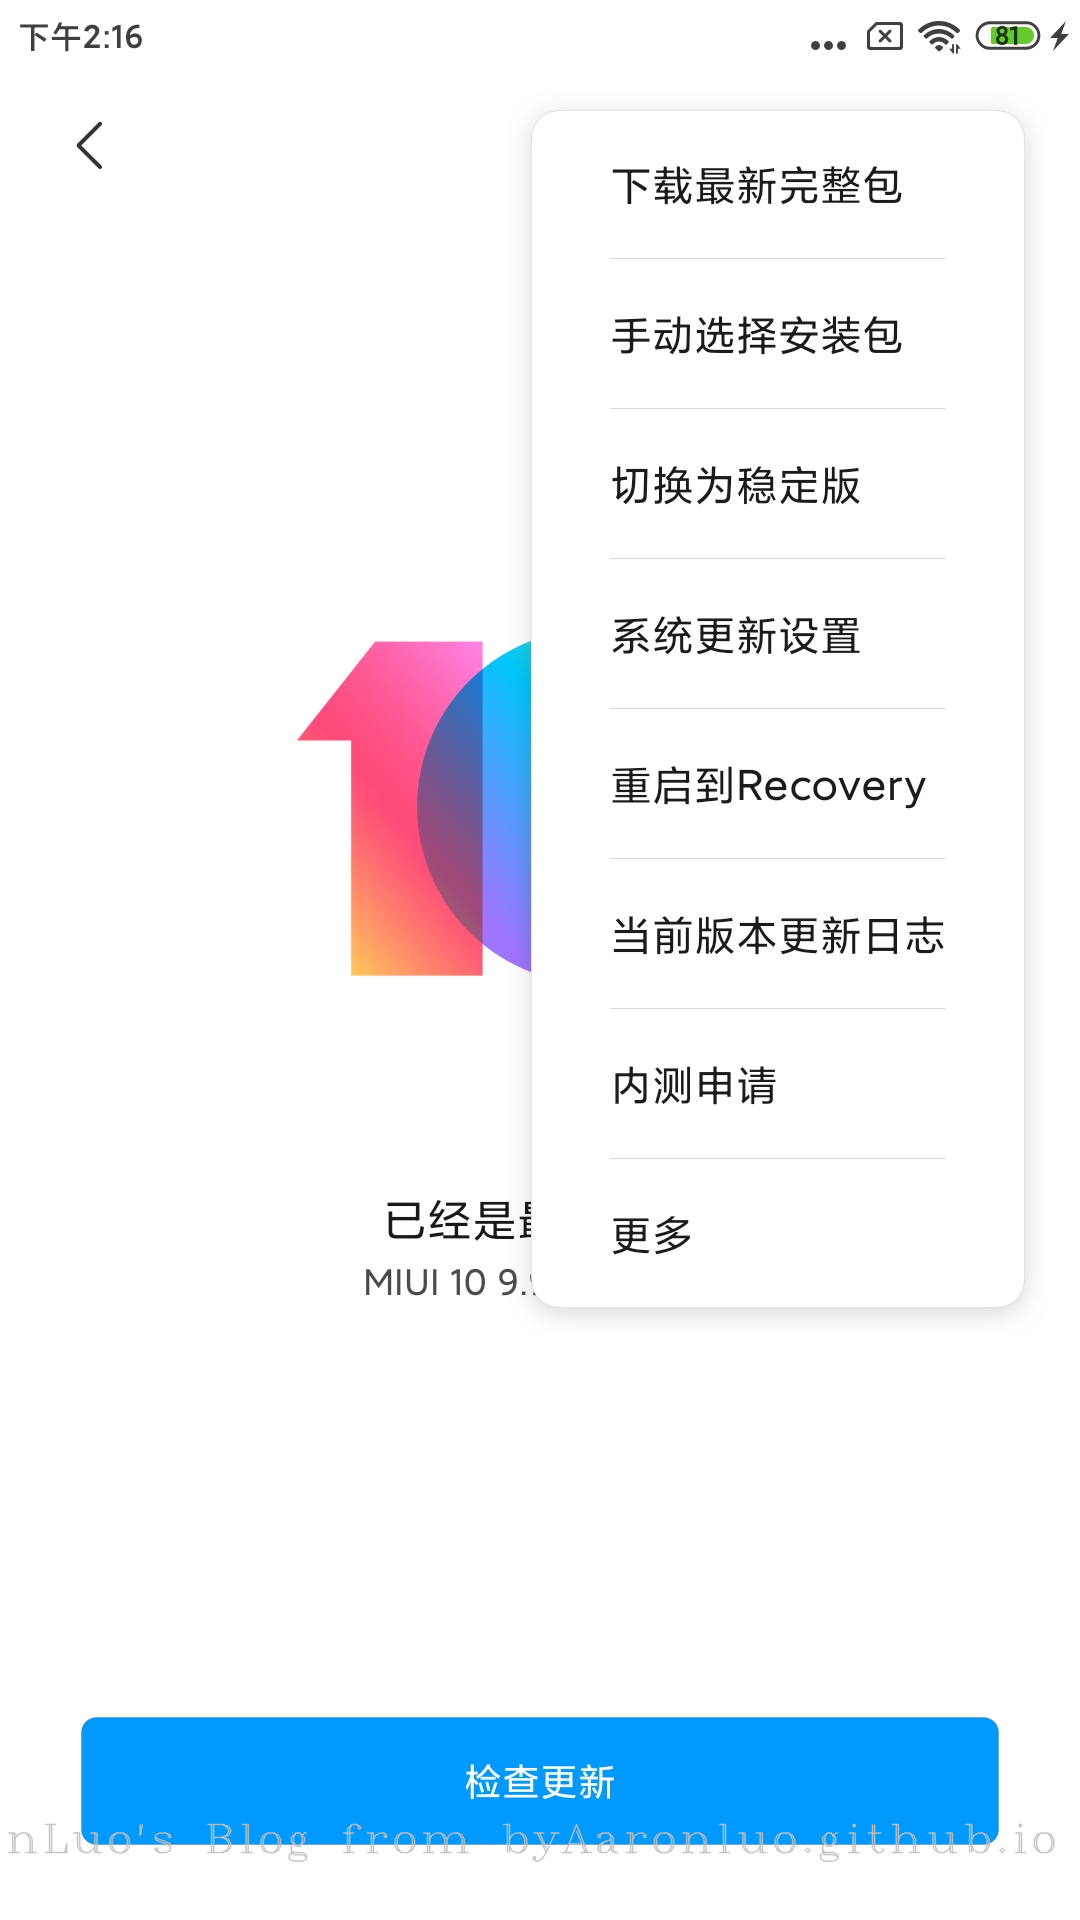 下午2:16
81
下载最新完整包
手动选择安装包
切换为稳定版
系统更新设置
10
重启到Recovery
当前版本更新日志
内测申请
已经是
更多
MIUI 10 9.
检查更新
nLuo's Blog from byAaronluo.github.io